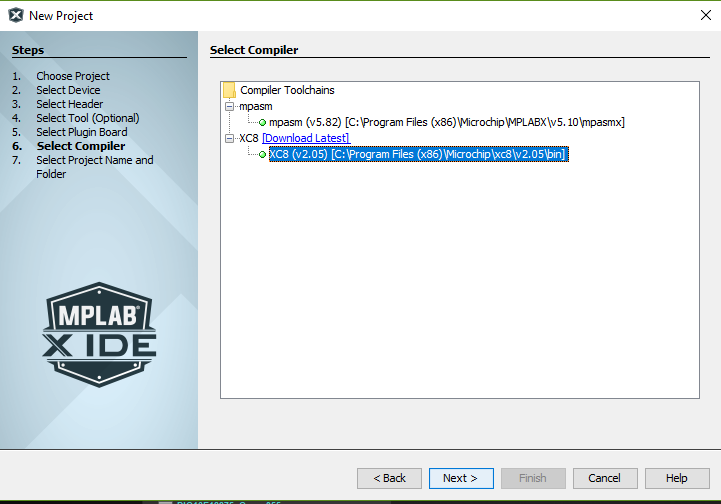 New Project
Steps
1. Choose Project
2. Select Device
3. Select Header
4. Select Tool (Optional)
5. Select Plugin Board
6. Select Compiler
7. Select Project Name and
Folder
MPLAB®
X IDE
Select Compiler
Compiler Toolchains
mpasm
mpasm (v5.82) [C:\Program Files (x86)\Microchip\MPLABX\v5.10\mpasmx]
XC8 [Download Latest]
XC8 (v2.05) [C:\Program Files (x86)\Microchip\xc8\v2.05\bin]
< Back
Next >
Finish
Cancel
Help